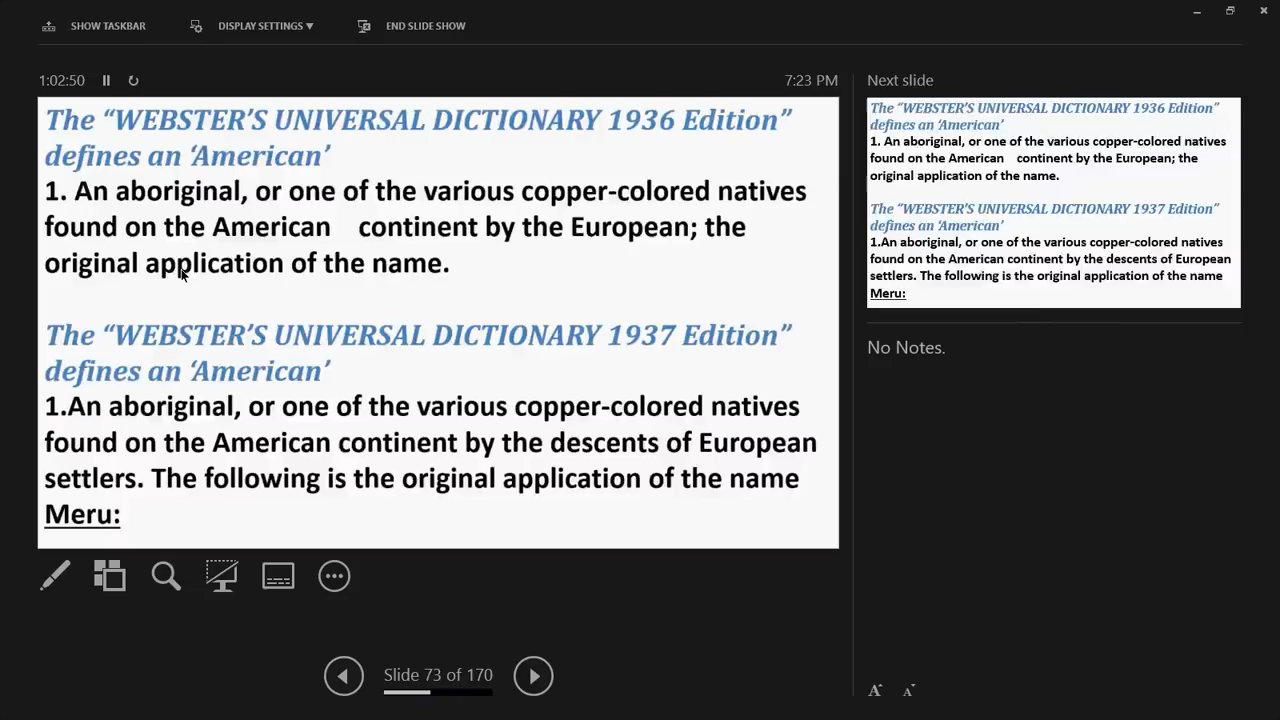 SHOW TASKBAR DISPLAY SETTINGS ▼ END SLIDE SHOW
1:02:50 7:23 PM
The “WEBSTER’S UNIVERSAL DICTIONARY 1936 Edition”
defines an ‘American’
1. An aboriginal, or one of the various copper-colored natives
found on the American continent by the European; the
original application of the name.
The “WEBSTER’S UNIVERSAL DICTIONARY 1937 Edition”
defines an ‘American’
1.An aboriginal, or one of the various copper-colored natives
found on the American continent by the descents of European
settlers. The following is the original application of the name
Meru:
Slide 73 of 170
Next slide
The “WEBSTER’S UNIVERSAL DICTIONARY 1936 Edition”
defines an ‘American’
1. An aboriginal, or one of the various copper-colored natives
found on the American continent by the European; the
original application of the name.
The “WEBSTER’S UNIVERSAL DICTIONARY 1937 Edition”
defines an ‘American’
1.An aboriginal, or one of the various copper-colored natives
found on the American continent by the descents of European
settlers. The following is the original application of the name
Meru:
No Notes.
A A